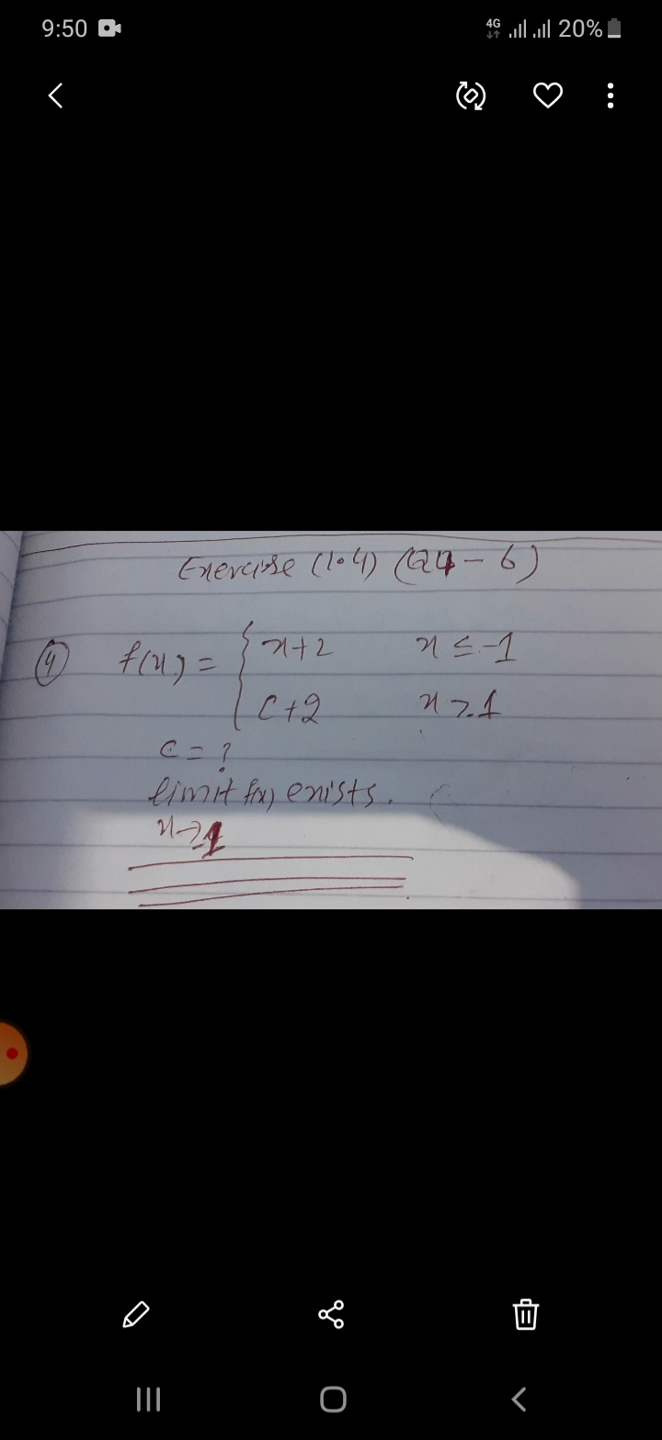 9:50 4G 20%
Exercise (1.4) (Q4 - 6)
(4) f(x) = { x+2 x ≤ -1
c+2 x > -1
c = ?
limit f(x) exists.
x→-1